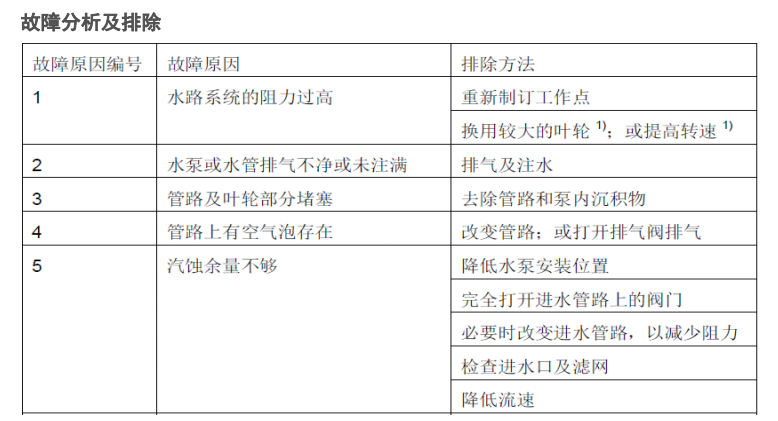 故障分析及排除
故障原因编号 故障原因 排除方法
1 水路系统的阻力过高 重新制订工作点
换用较大的叶轮 1)；或提高转速 1)
2 水泵或水管排气不净或未注满 排气及注水
3 管路及叶轮部分堵塞 去除管路和泵内沉积物
4 管路上有空气泡存在 改变管路；或打开排气阀排气
5 汽蚀余量不够 降低水泵安装位置
完全打开进水管路上的阀门
必要时改变进水管路，以减少阻力
检查进水口及滤网
降低流速